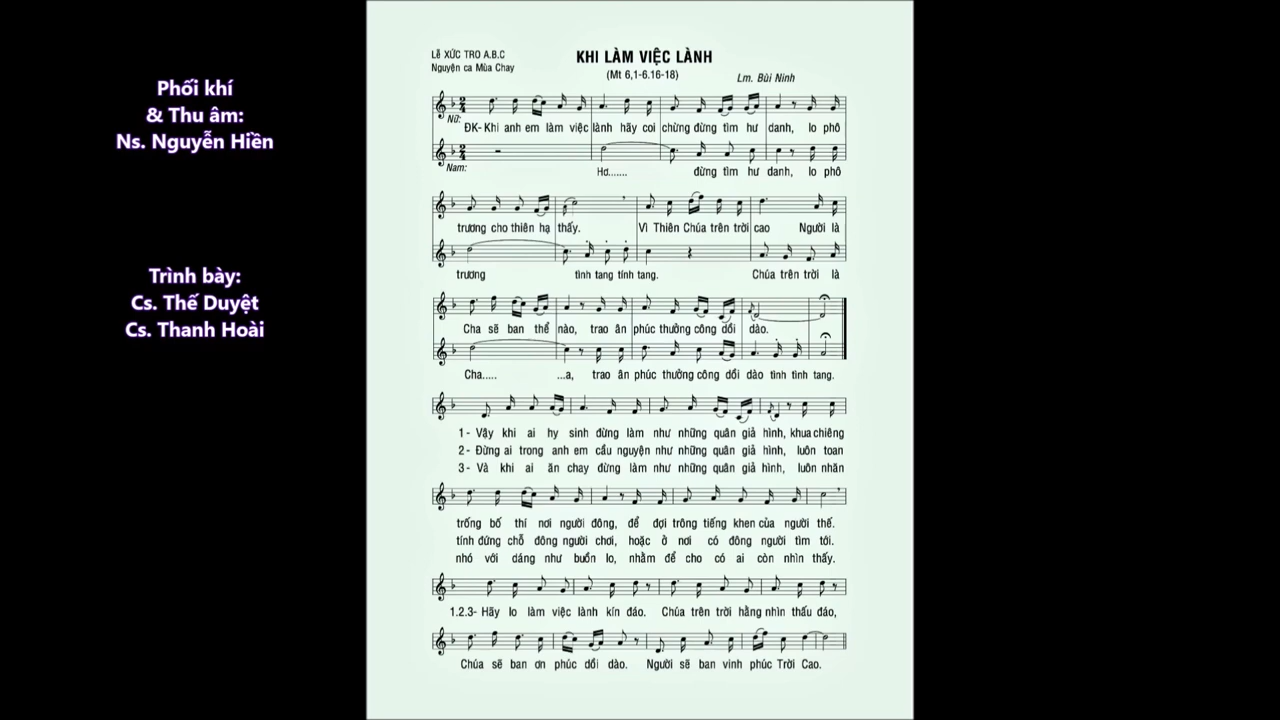 Phối khí
& Thu âm:
Ns. Nguyễn Hiền
Trình bày:
Cs. Thế Duyệt
Cs. Thanh Hoài
Lễ XỨC TRO A.B.C
Nguyện ca Mùa Chay
KHI LÀM VIỆC LÀNH
(Mt 6,1-6.16-18)
Lm. Bùi Ninh
Nữ:
ĐK- Khi anh em làm việc lành hãy coi chừng đừng tìm hư danh, lo phô
Nam:
Hơ....... đừng tìm hư danh, lo phô
trương cho thiên hạ thấy. Vì Thiên Chúa trên trời cao Người là
trương tình tang tính tang. Chúa trên trời là
Cha sẽ ban thể nào, trao ân phúc thưởng công dồi dào.
Cha..... ...a, trao ân phúc thưởng công dồi dào tình tình tang.
1- Vậy khi ai hy sinh đừng làm như những quân giả hình, khua chiêng
2- Đừng ai trong anh em cầu nguyện như những quân giả hình, luôn toan
3- Và khi ai ăn chay đừng làm như những quân giả hình, luôn nhăn
trống bố thí nơi người đông, để đợi trông tiếng khen của người thế.
tính đứng chỗ đông người chơi, hoặc ở nơi có đông người tìm tới.
nhó với dáng như buồn lo, nhằm để cho có ai còn nhìn thấy.
1.2.3- Hãy lo làm việc lành kín đáo. Chúa trên trời hằng nhìn thấu đáo,
Chúa sẽ ban ơn phúc dồi dào. Người sẽ ban vinh phúc Trời Cao.